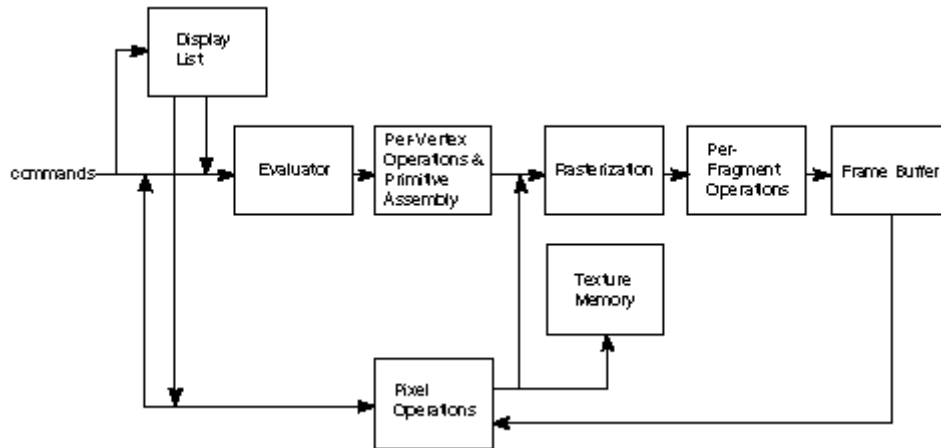 Display
List
commands
Evaluator
Per-Vertex
Operations &
Primitive
Assembly
Rasterization
Per-
Fragment
Operations
Frame Buffer
Texture
Memory
Pixel
Operations